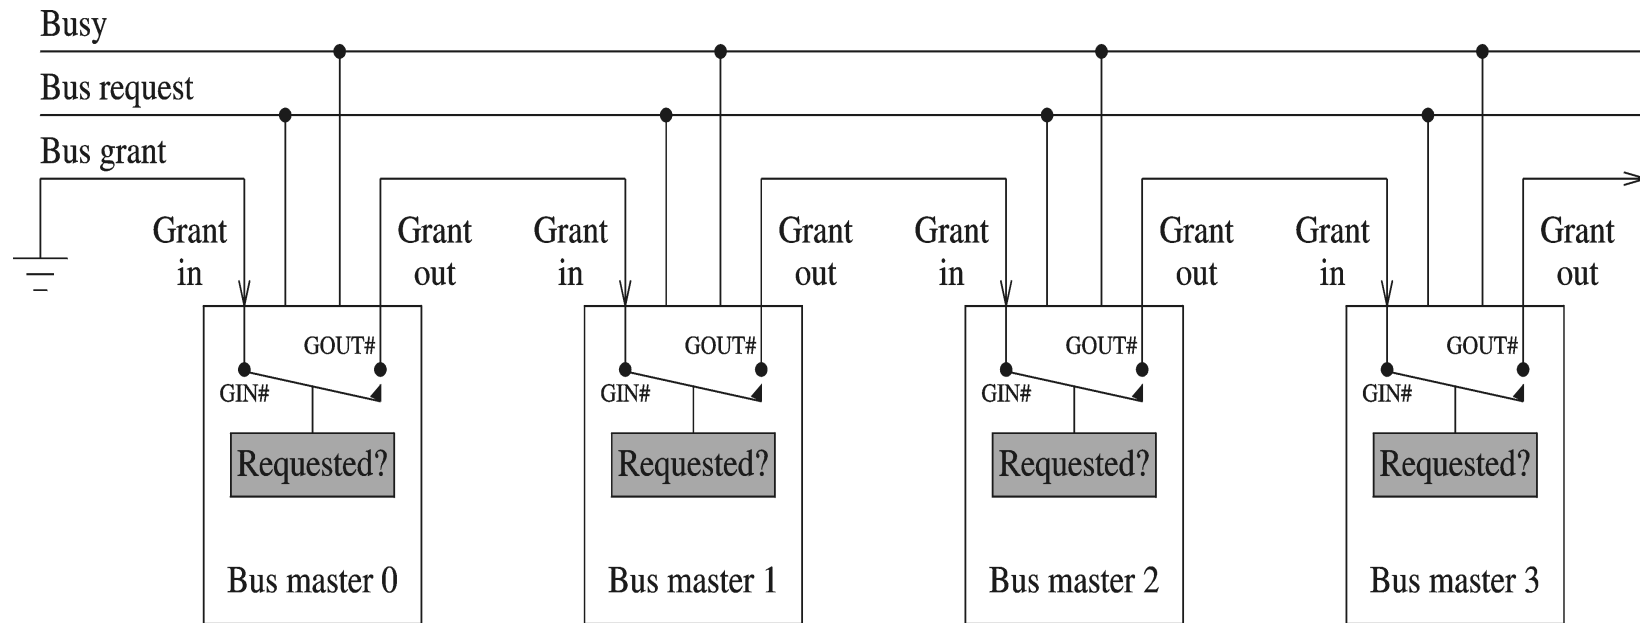 Busy
Bus request
Bus grant
Grant in
Grant out
Grant in
Grant out
Grant in
Grant out
Grant in
Grant out
GOUT#
GIN#
Requested?
Bus master 0
GOUT#
GIN#
Requested?
Bus master 1
GOUT#
GIN#
Requested?
Bus master 2
GOUT#
GIN#
Requested?
Bus master 3